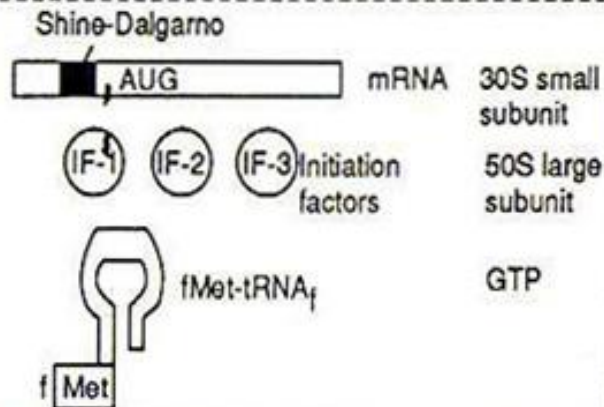 Shine-Dalgarno
AUG
mRNA
30S small
subunit
IF-1 IF-2 IF-3 Initiation
factors
50S large
subunit
fMet-tRNAf
GTP
f Met